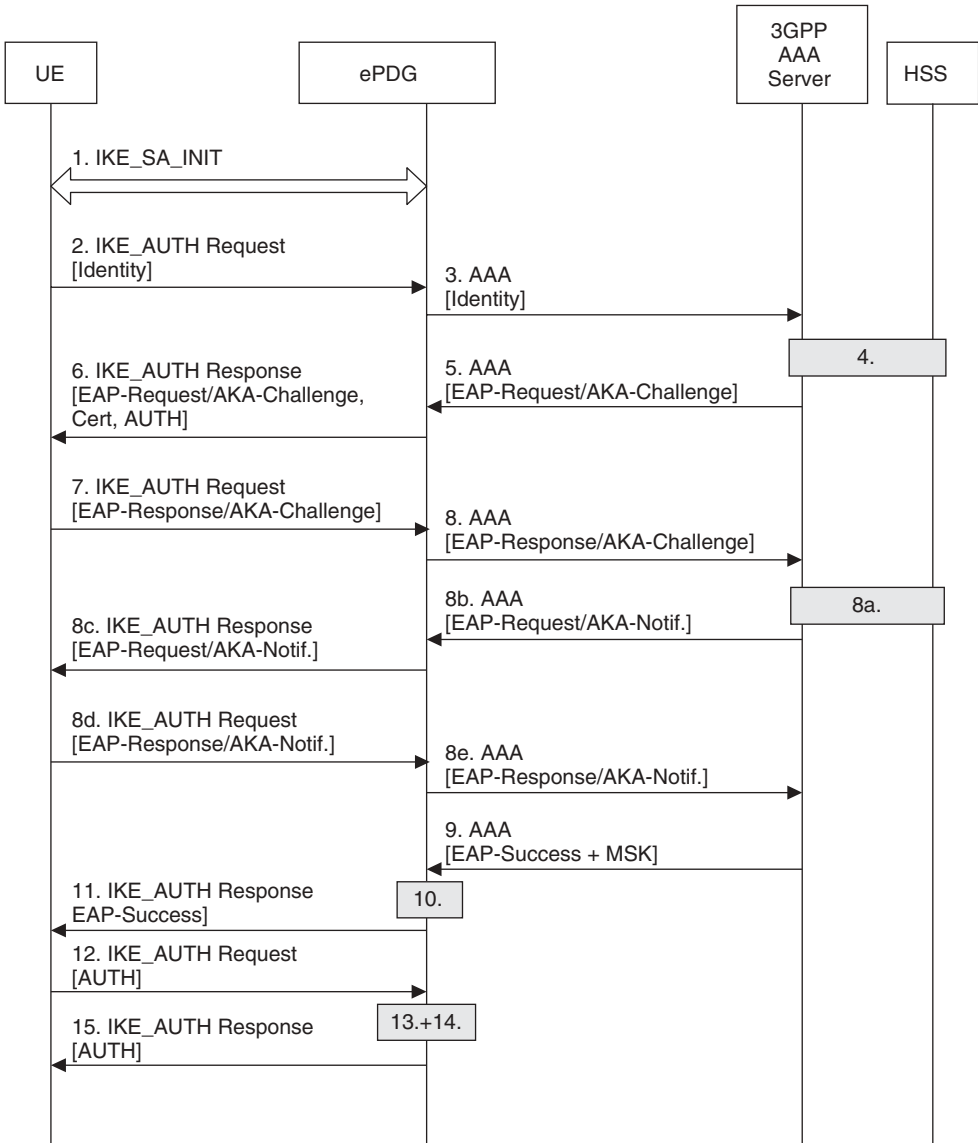 UE
ePDG
3GPP
AAA
Server
HSS
1. IKE_SA_INIT
2. IKE_AUTH Request
[Identity]
3. AAA
[Identity]
4.
5. AAA
[EAP-Request/AKA-Challenge]
6. IKE_AUTH Response
[EAP-Request/AKA-Challenge,
Cert, AUTH]
7. IKE_AUTH Request
[EAP-Response/AKA-Challenge]
8. AAA
[EAP-Response/AKA-Challenge]
8a.
8b. AAA
[EAP-Request/AKA-Notif.]
8c. IKE_AUTH Response
[EAP-Request/AKA-Notif.]
8d. IKE_AUTH Request
[EAP-Response/AKA-Notif.]
8e. AAA
[EAP-Response/AKA-Notif.]
9. AAA
[EAP-Success + MSK]
10.
11. IKE_AUTH Response
EAP-Success]
12. IKE_AUTH Request
[AUTH]
13.+14.
15. IKE_AUTH Response
[AUTH]